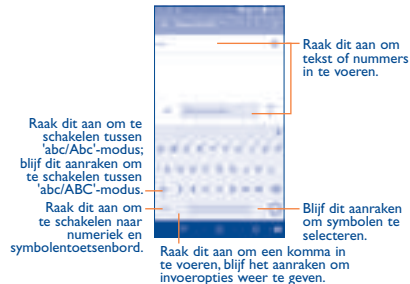 Raak dit aan om
tekst of nummers
in te voeren.
Raak dit aan om te
schakelen tussen
'abc/Abc'-modus;
blijf dit aanraken om
te schakelen tussen
'abc/ABC'-modus.
Raak dit aan om
te schakelen naar
numeriek en
symbolentoetsenbord.
Blijf dit aanraken
om symbolen te
selecteren.
Raak dit aan om een komma in
te voeren, blijf het aanraken om
invoeropties weer te geven.